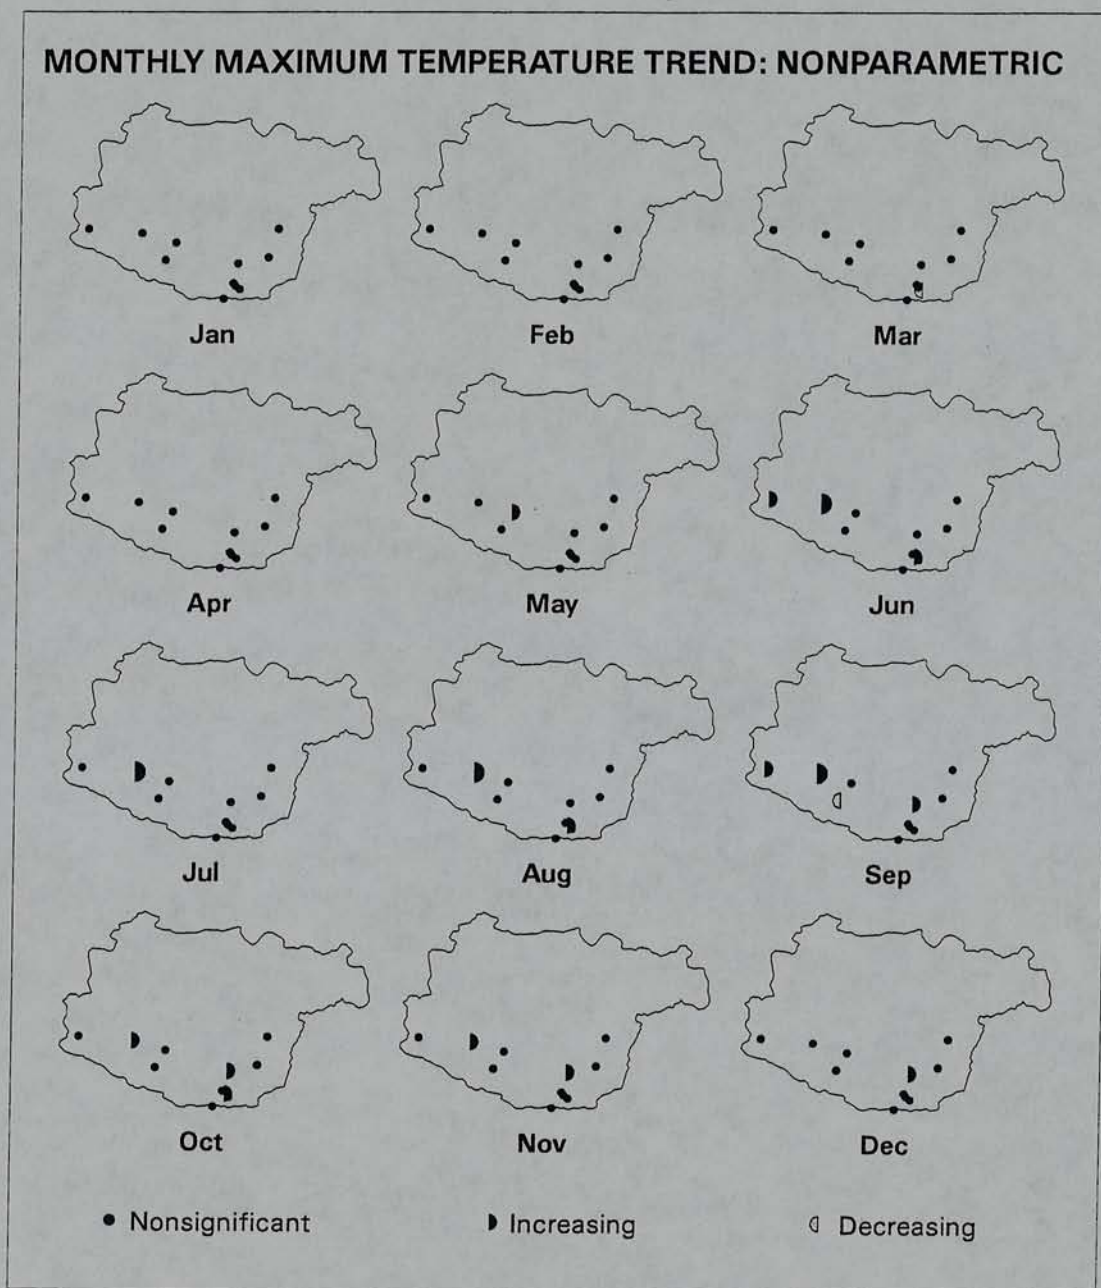 MONTHLY MAXIMUM TEMPERATURE TREND: NONPARAMETRIC
Jan Feb Mar
Apr May Jun
Jul Aug Sep
Oct Nov Dec
Nonsignificant Increasing Decreasing